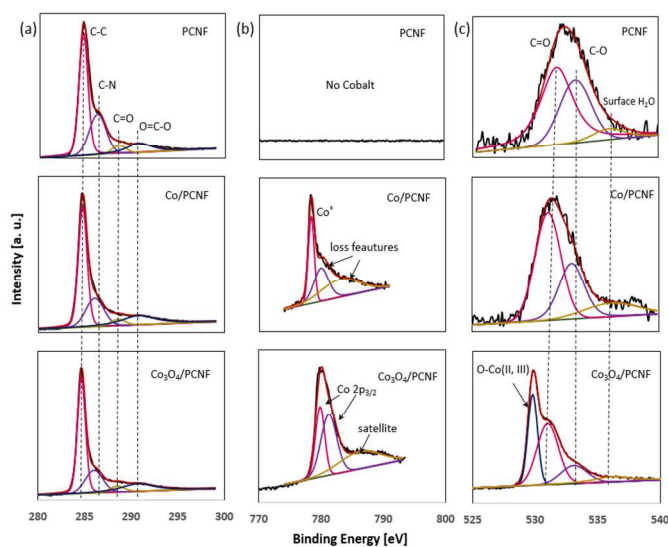 (a)
PCNF
C-C
C-N
C=O
O=C-O
Co/PCNF
Co₃O₄/PCNF
280 285 290 295 300
(b)
PCNF
No Cobalt
Co/PCNF
Co°
loss feautures
Co₃O₄/PCNF
Co 2p₃/₂
satellite
770 780 790 800
(c)
PCNF
C=O
C-O
Surface H₂O
Co/PCNF
O-Co(II, III)
Co₃O₄/PCNF
525 530 535 540
Intensity [a. u.]
Binding Energy [eV]